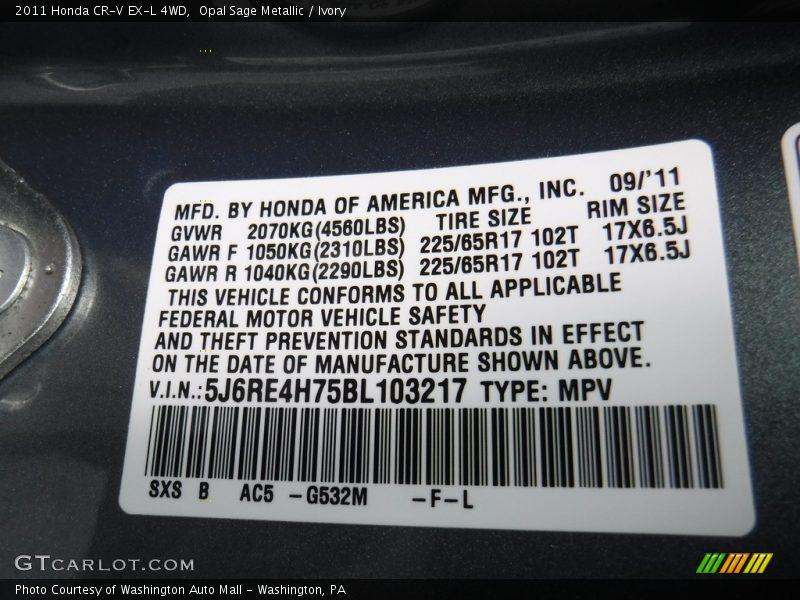 2011 Honda CR-V EX-L 4WD,  Opal Sage Metallic / Ivory
MFD. BY HONDA OF AMERICA MFG., INC. 09/'11
GVWR 2070KG(4560LBS) TIRE SIZE RIM SIZE
GAWR F 1050KG(2310LBS) 225/65R17 102T 17X6.5J
GAWR R 1040KG(2290LBS) 225/65R17 102T 17X6.5J
THIS VEHICLE CONFORMS TO ALL APPLICABLE
FEDERAL MOTOR VEHICLE SAFETY
AND THEFT PREVENTION STANDARDS IN EFFECT
ON THE DATE OF MANUFACTURE SHOWN ABOVE.
V.I.N.:5J6RE4H75BL103217 TYPE: MPV
SXS B AC5 -G532M -F-L
GTCARLOT.COM
Photo Courtesy of Washington Auto Mall - Washington, PA